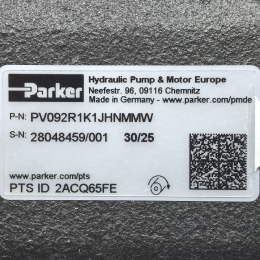 Parker
Hydraulic Pump & Motor Europe
Neefestr. 96, 09116 Chemnitz
Made in Germany - www.parker.com/pmde
P-N: PV092R1K1JHNMMW
S-N: 28048459/001 30/25
www.parker.com/pts
PTS ID 2ACQ65FE